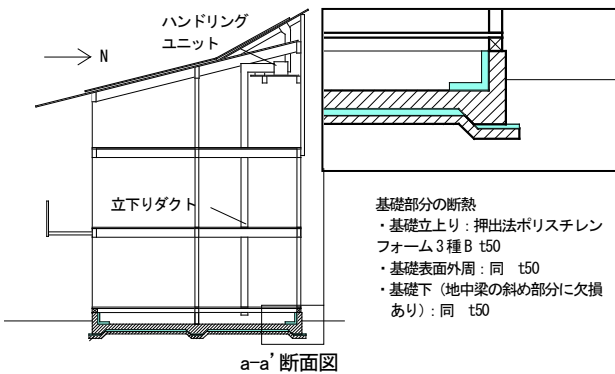 ハンドリング
ユニット
N
立下りダクト
基礎部分の断熱
・基礎立上り：押出法ポリスチレン
フォーム3種B t50
・基礎表面外周：同　t50
・基礎下（地中梁の斜め部分に欠損
あり）：同　t50
a-a’断面図